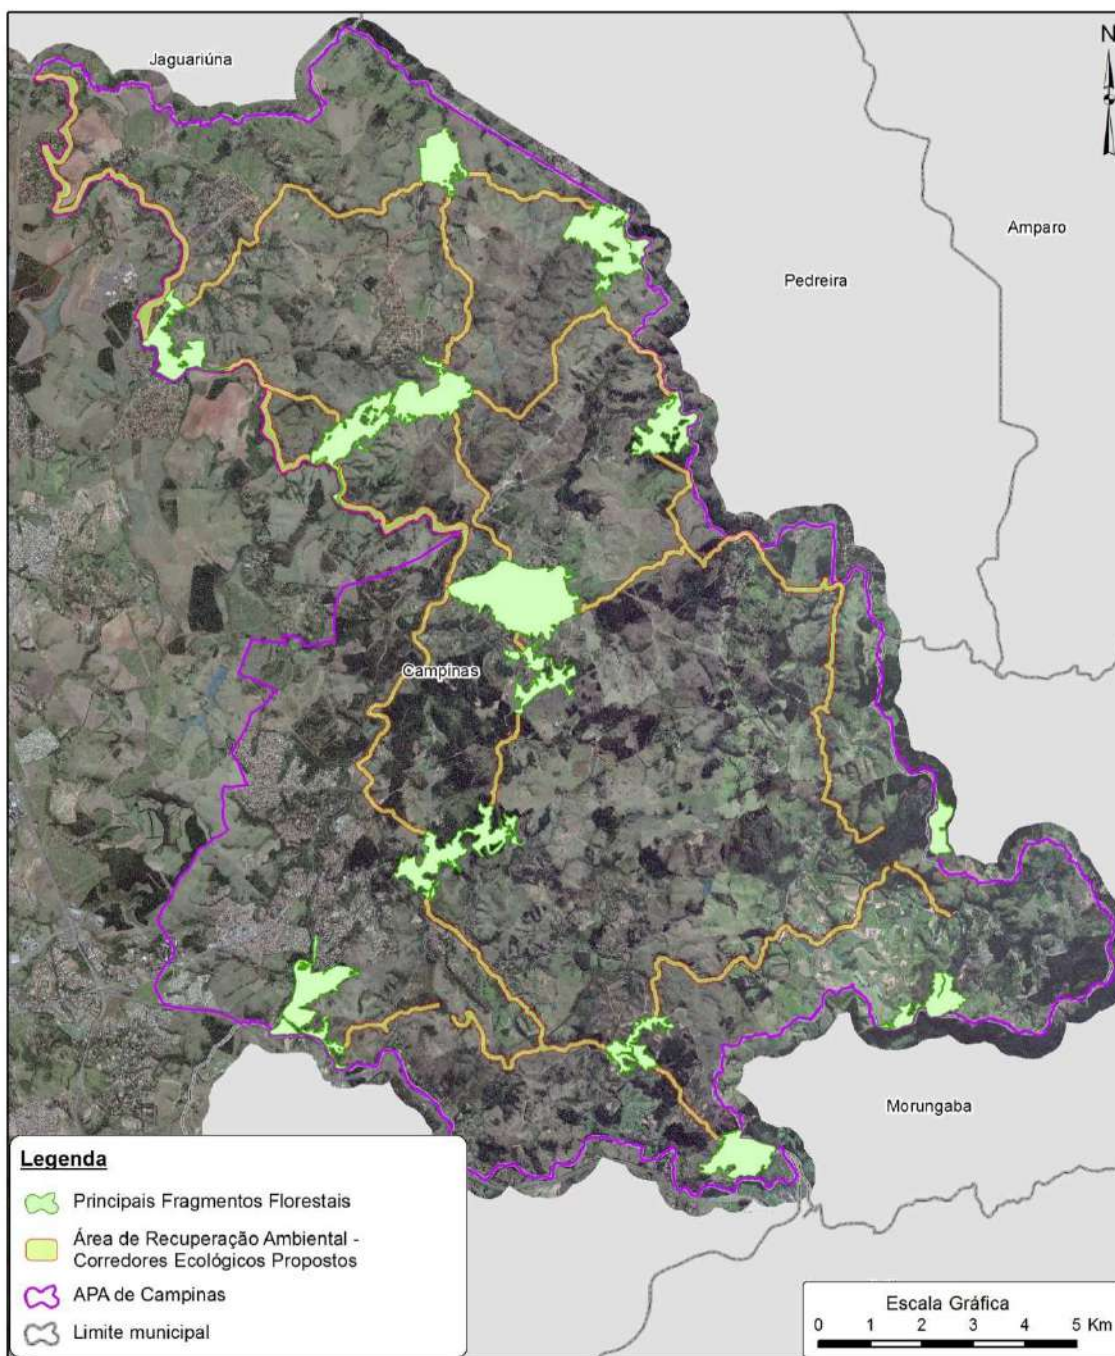 Jaguariúna
N
Amparo
Pedreira
Campinas
Morungaba
Legenda
Principais Fragmentos Florestais
Área de Recuperação Ambiental -
Corredores Ecológicos Propostos
APA de Campinas
Limite municipal
Escala Gráfica
0 1 2 3 4 5 Km